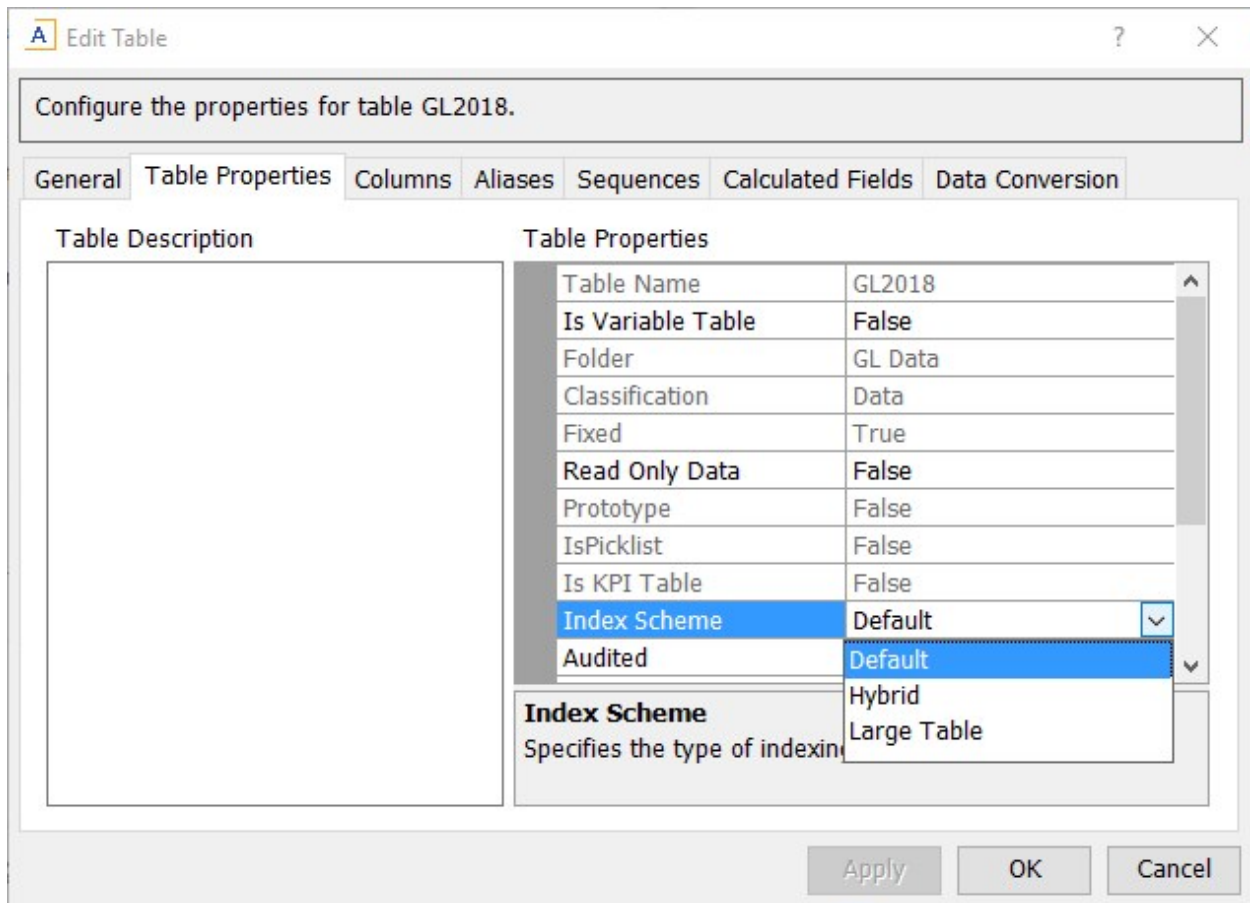 A Edit Table ?
Configure the properties for table GL2018.
General Table Properties Columns Aliases Sequences Calculated Fields Data Conversion
Table Description
Table Properties
Table Name GL2018
Is Variable Table False
Folder GL Data
Classification Data
Fixed True
Read Only Data False
Prototype False
IsPicklist False
Is KPI Table False
Index Scheme Default
Audited
Default
Hybrid
Large Table
Index Scheme
Specifies the type of
Apply OK Cancel